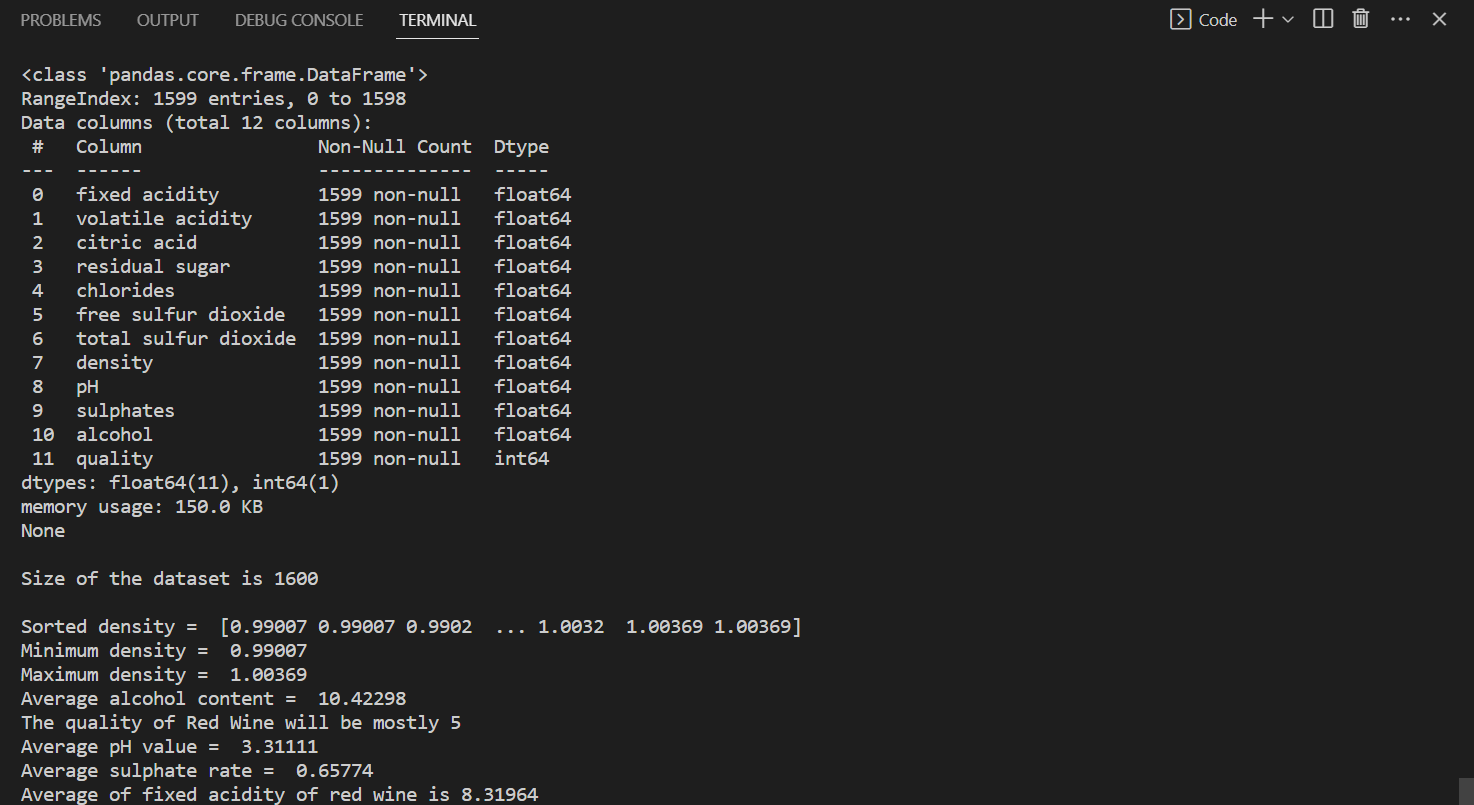 PROBLEMS OUTPUT DEBUG CONSOLE TERMINAL Code
<class 'pandas.core.frame.DataFrame'>
RangeIndex: 1599 entries, 0 to 1598
Data columns (total 12 columns):
 #   Column                Non-Null Count  Dtype
---  ------                --------------  -----
 0   fixed acidity         1599 non-null   float64
 1   volatile acidity      1599 non-null   float64
 2   citric acid           1599 non-null   float64
 3   residual sugar        1599 non-null   float64
 4   chlorides             1599 non-null   float64
 5   free sulfur dioxide   1599 non-null   float64
 6   total sulfur dioxide  1599 non-null   float64
 7   density               1599 non-null   float64
 8   pH                    1599 non-null   float64
 9   sulphates             1599 non-null   float64
 10  alcohol               1599 non-null   float64
 11  quality               1599 non-null   int64
dtypes: float64(11), int64(1)
memory usage: 150.0 KB
None
Size of the dataset is 1600
Sorted density =  [0.99007 0.99007 0.9902  ... 1.0032  1.00369 1.00369]
Minimum density =  0.99007
Maximum density =  1.00369
Average alcohol content =  10.42298
The quality of Red Wine will be mostly 5
Average pH value =  3.31111
Average sulphate rate =  0.65774
Average of fixed acidity of red wine is 8.31964